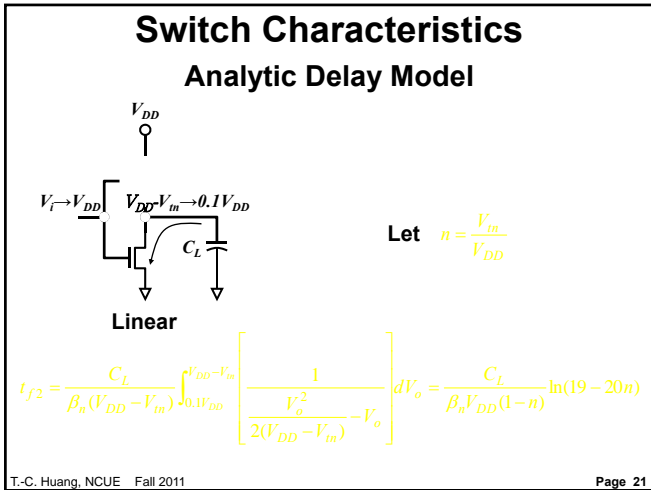 Switch Characteristics
Analytic Delay Model
V_DD
V_i→V_DD V_DD-V_tn→0.1V_DD
C_L
Let n = V_tn / V_DD
Linear
t_f2 = C_L / (β_n(V_DD − V_tn)) ∫_{0.1V_DD}^{V_DD−V_tn} [ 1 / ( V_o^2 / (2(V_DD − V_tn)) − V_o ) ] dV_o = C_L / (β_n V_DD(1 − n)) ln(19 − 20n)
T.-C. Huang, NCUE Fall 2011 Page 21